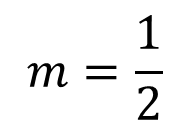 m = 1/2